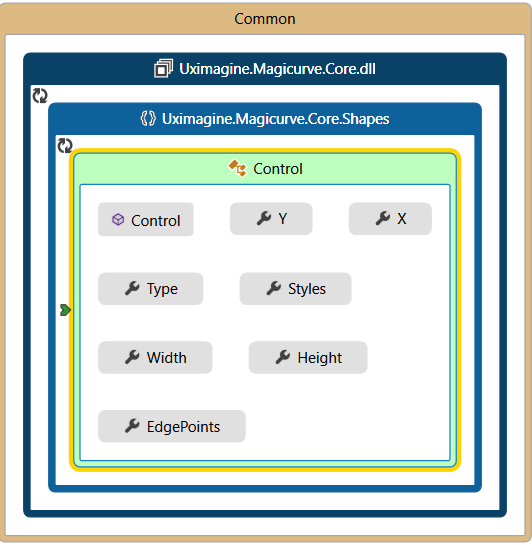 Common
Uximagine.Magicurve.Core.dll
Uximagine.Magicurve.Core.Shapes
Control
Control Y X
Type Styles
Width Height
EdgePoints